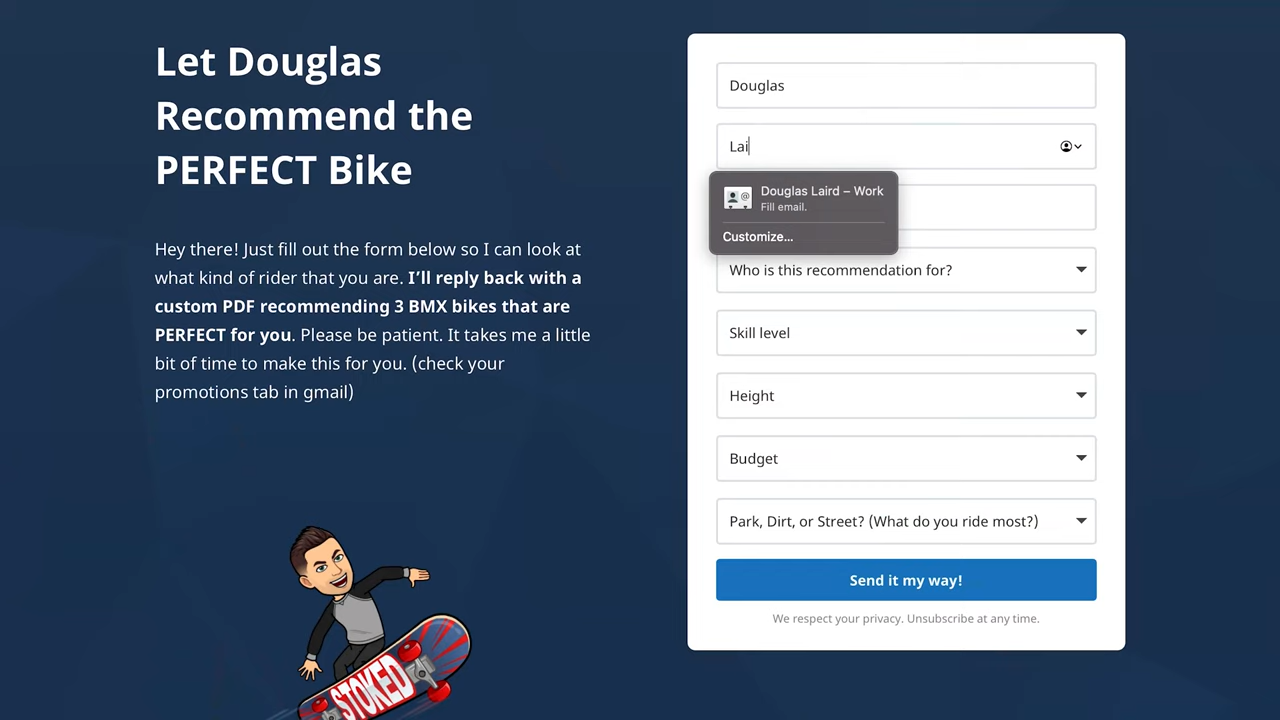 Let Douglas
Recommend the
PERFECT Bike
Hey there! Just fill out the form below so I can look at
what kind of rider that you are. I’ll reply back with a
custom PDF recommending 3 BMX bikes that are
PERFECT for you. Please be patient. It takes me a little
bit of time to make this for you. (check your
promotions tab in gmail)
STOKED
Douglas
Lai
Douglas Laird – Work
Fill email.
Customize...
Who is this recommendation for?
Skill level
Height
Budget
Park, Dirt, or Street? (What do you ride most?)
Send it my way!
We respect your privacy. Unsubscribe at any time.